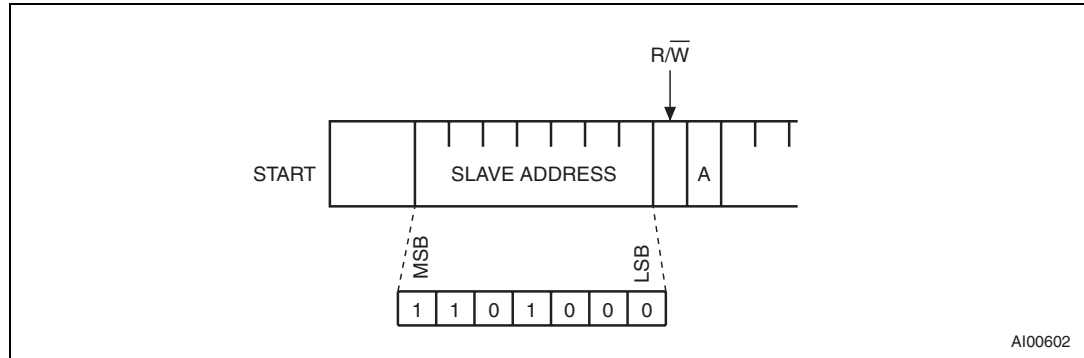 R/W̅
START
SLAVE ADDRESS
A
MSB
LSB
1 1 0 1 0 0 0
AI00602